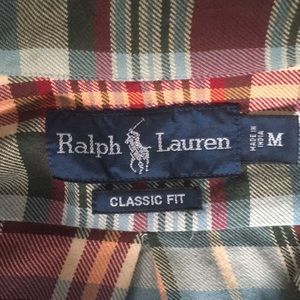 Ralph Lauren
MADE IN
INDIA
M
CLASSIC FIT